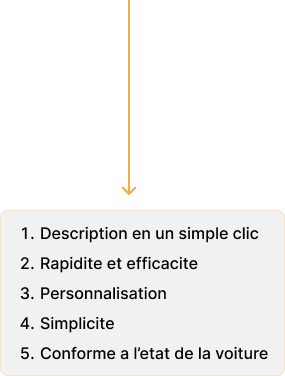 1. Description en un simple clic
2. Rapidite et efficacite
3. Personnalisation
4. Simplicite
5. Conforme a l’etat de la voiture